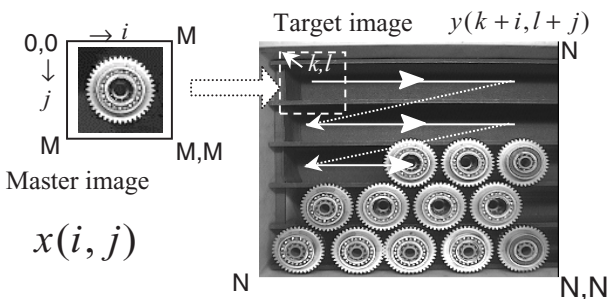 Target image y(k+i,l+j)
0,0 → i M
N
k,l
↓
j
M M,M
Master image
x(i, j)
N N,N